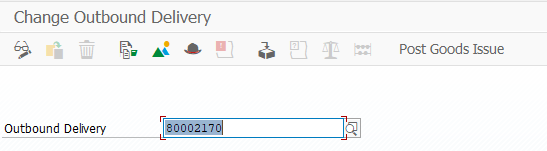 Change Outbound Delivery
Post Goods Issue
Outbound Delivery 80002170